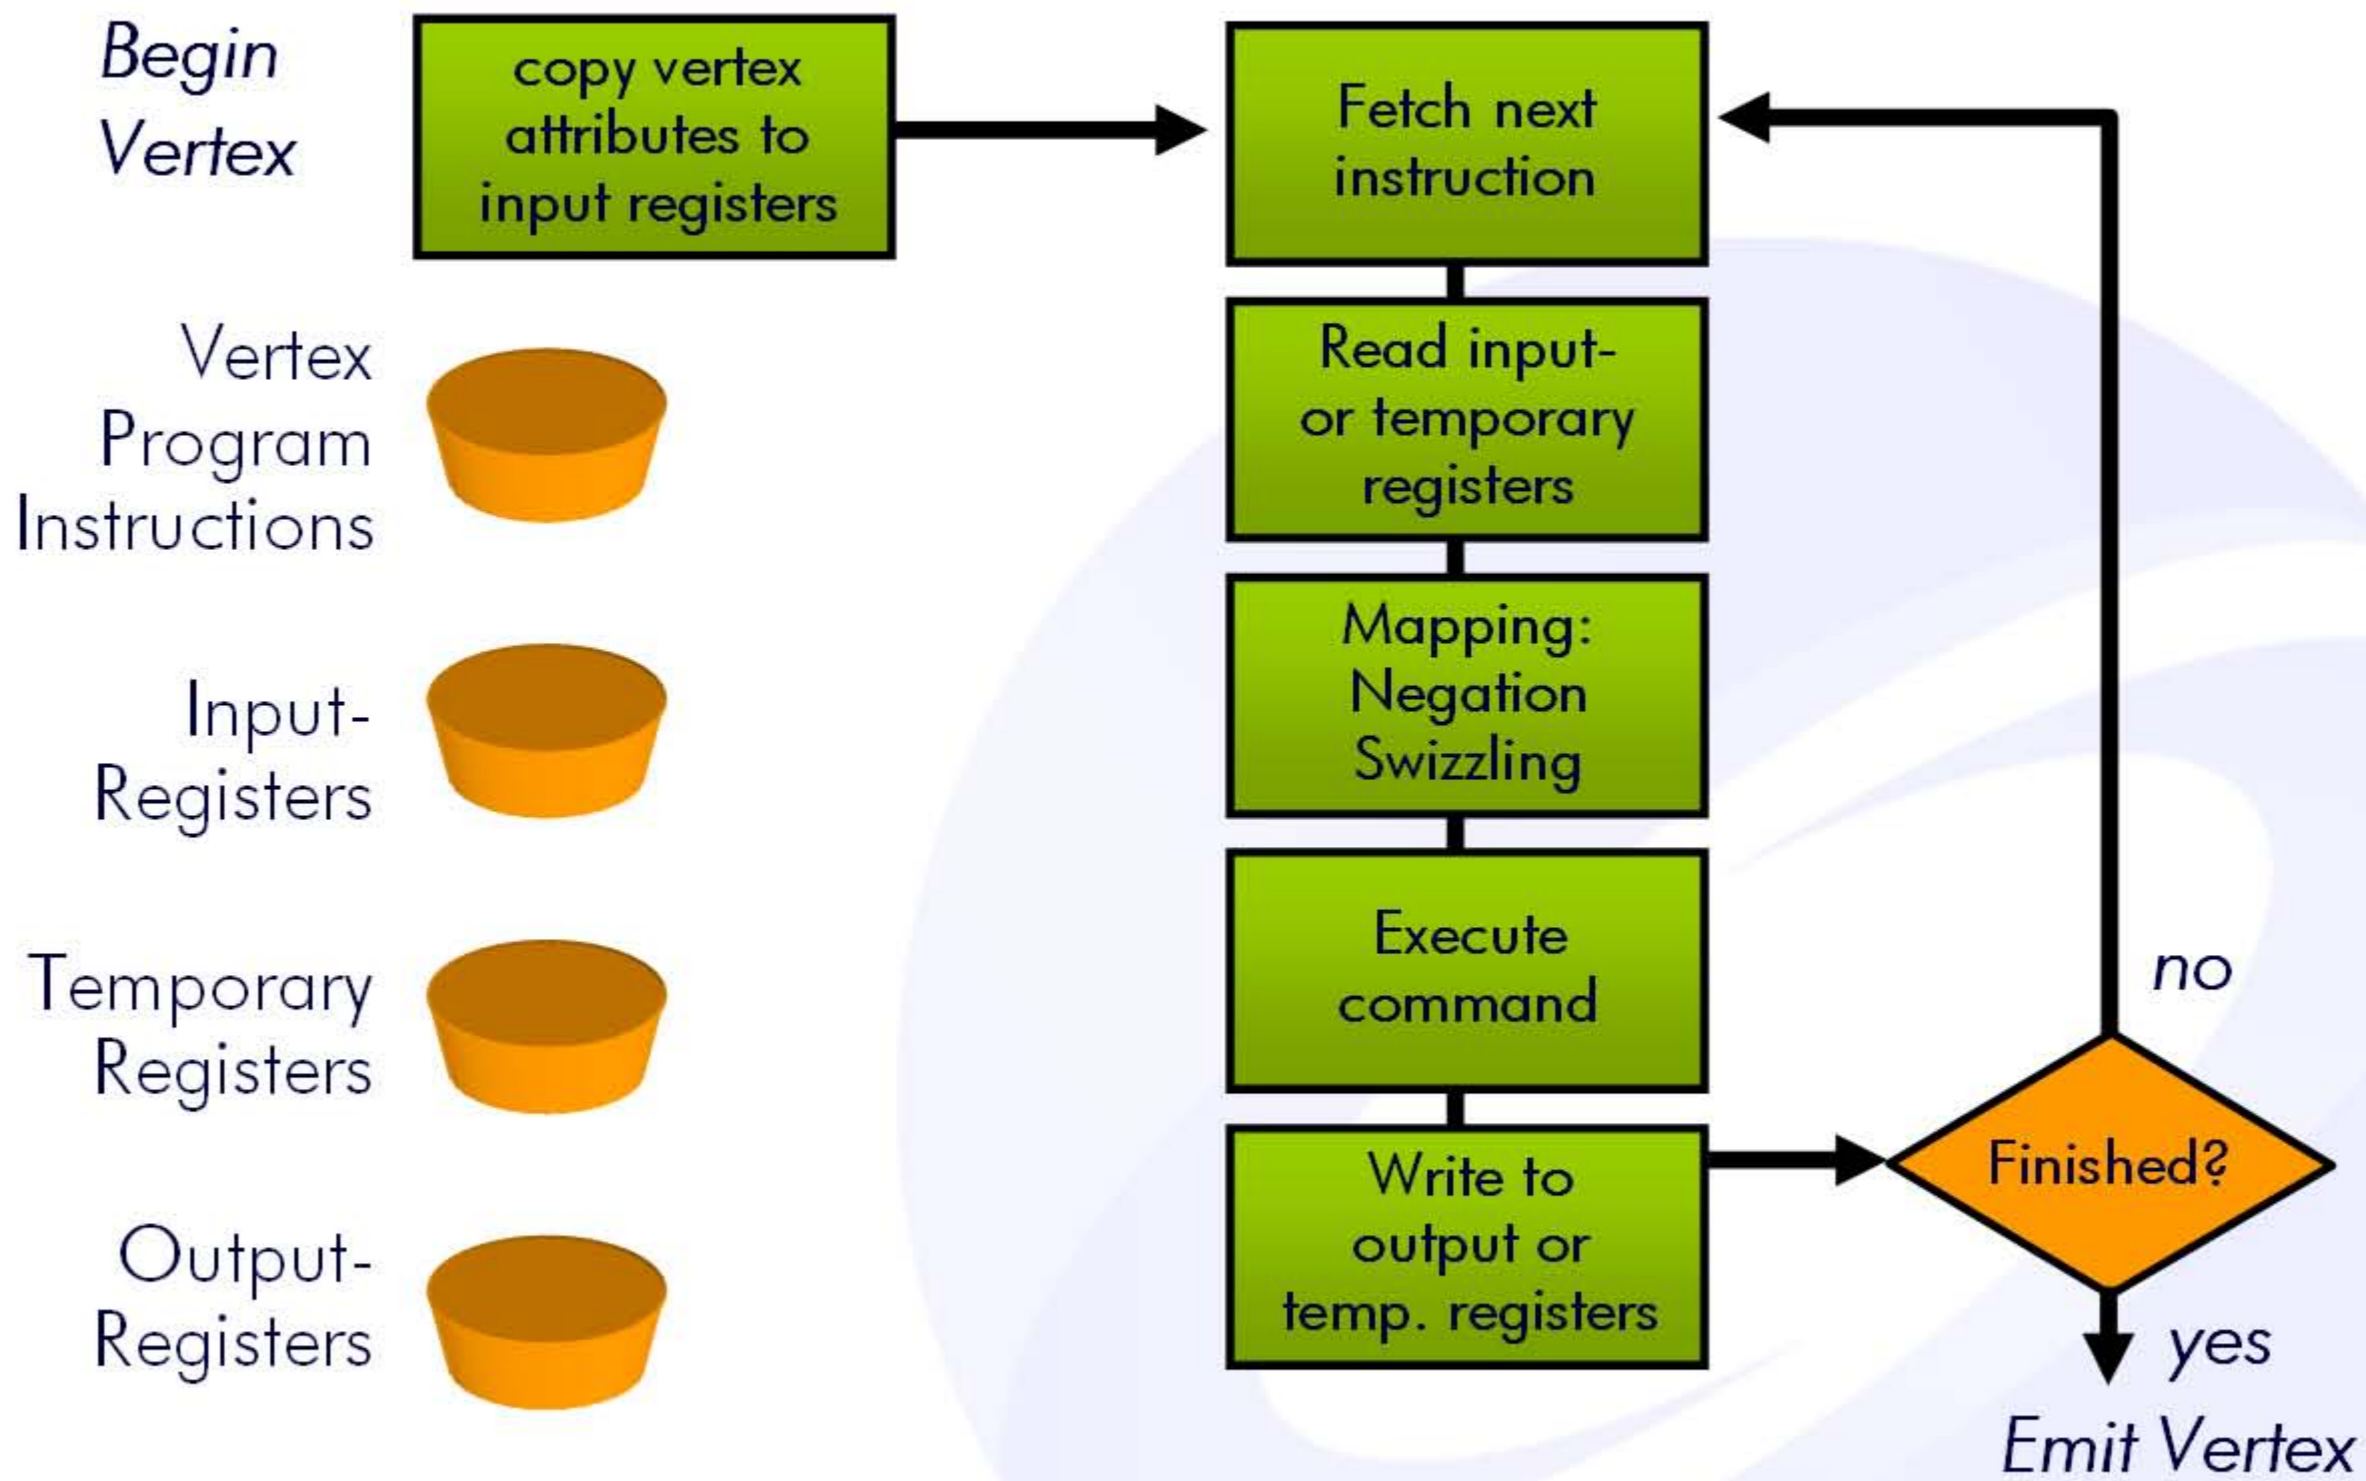 Begin
Vertex
copy vertex
attributes to
input registers
Fetch next
instruction
Vertex
Program
Instructions
Read input-
or temporary
registers
Input-
Registers
Mapping:
Negation
Swizzling
Temporary
Registers
Execute
command
no
Output-
Registers
Write to
output or
temp. registers
Finished?
yes
Emit Vertex